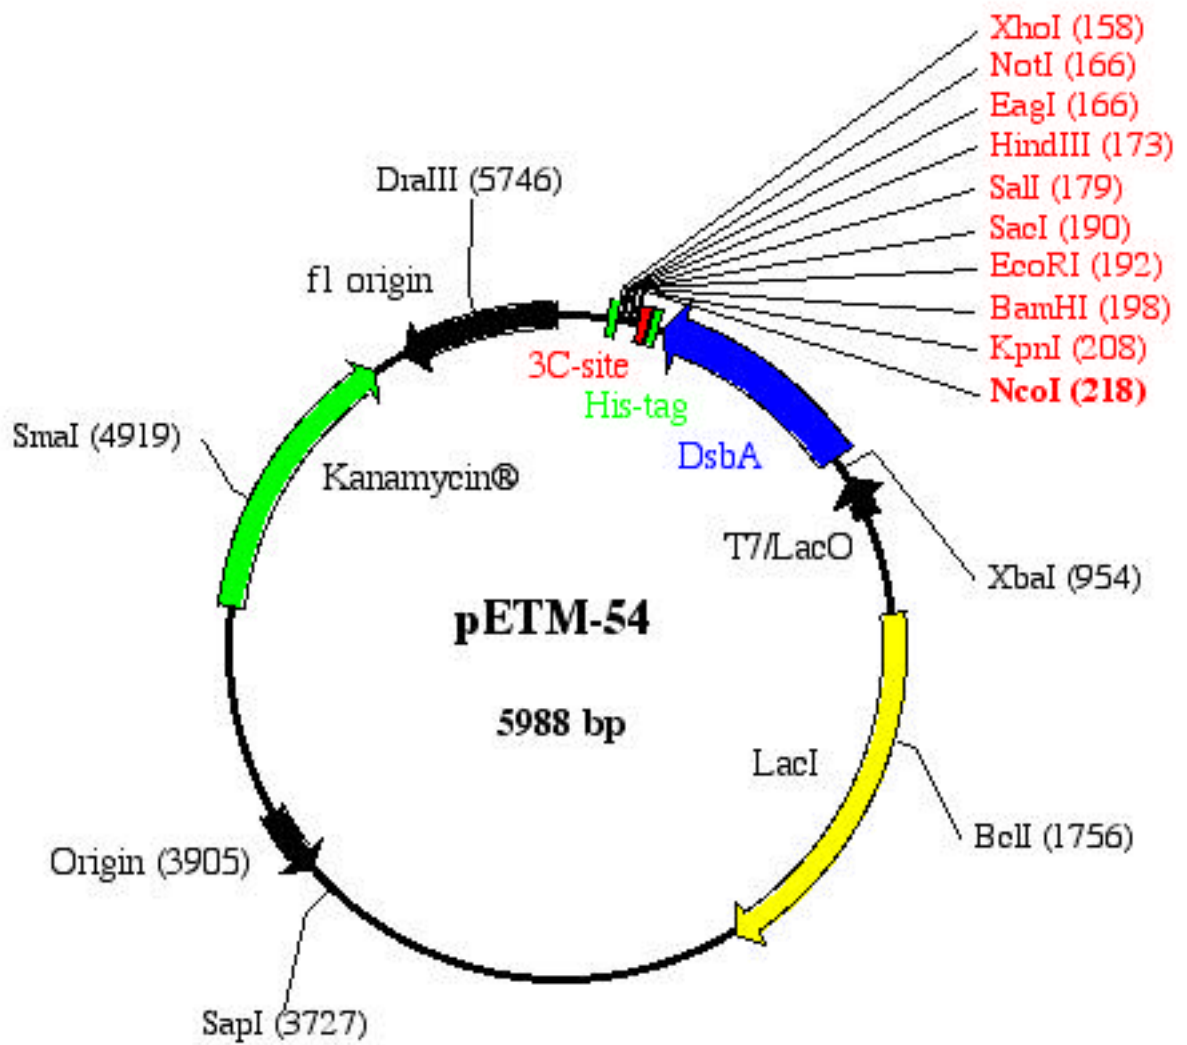 XhoI (158)
NotI (166)
EagI (166)
HindIII (173)
SalI (179)
SacI (190)
EcoRI (192)
BamHI (198)
KpnI (208)
NcoI (218)
DraIII (5746)
f1 origin
3C-site
His-tag
DsbA
SmaI (4919)
Kanamycin®
T7/LacO
XbaI (954)
pETM-54
5988 bp
LacI
BclI (1756)
Origin (3905)
SapI (3727)